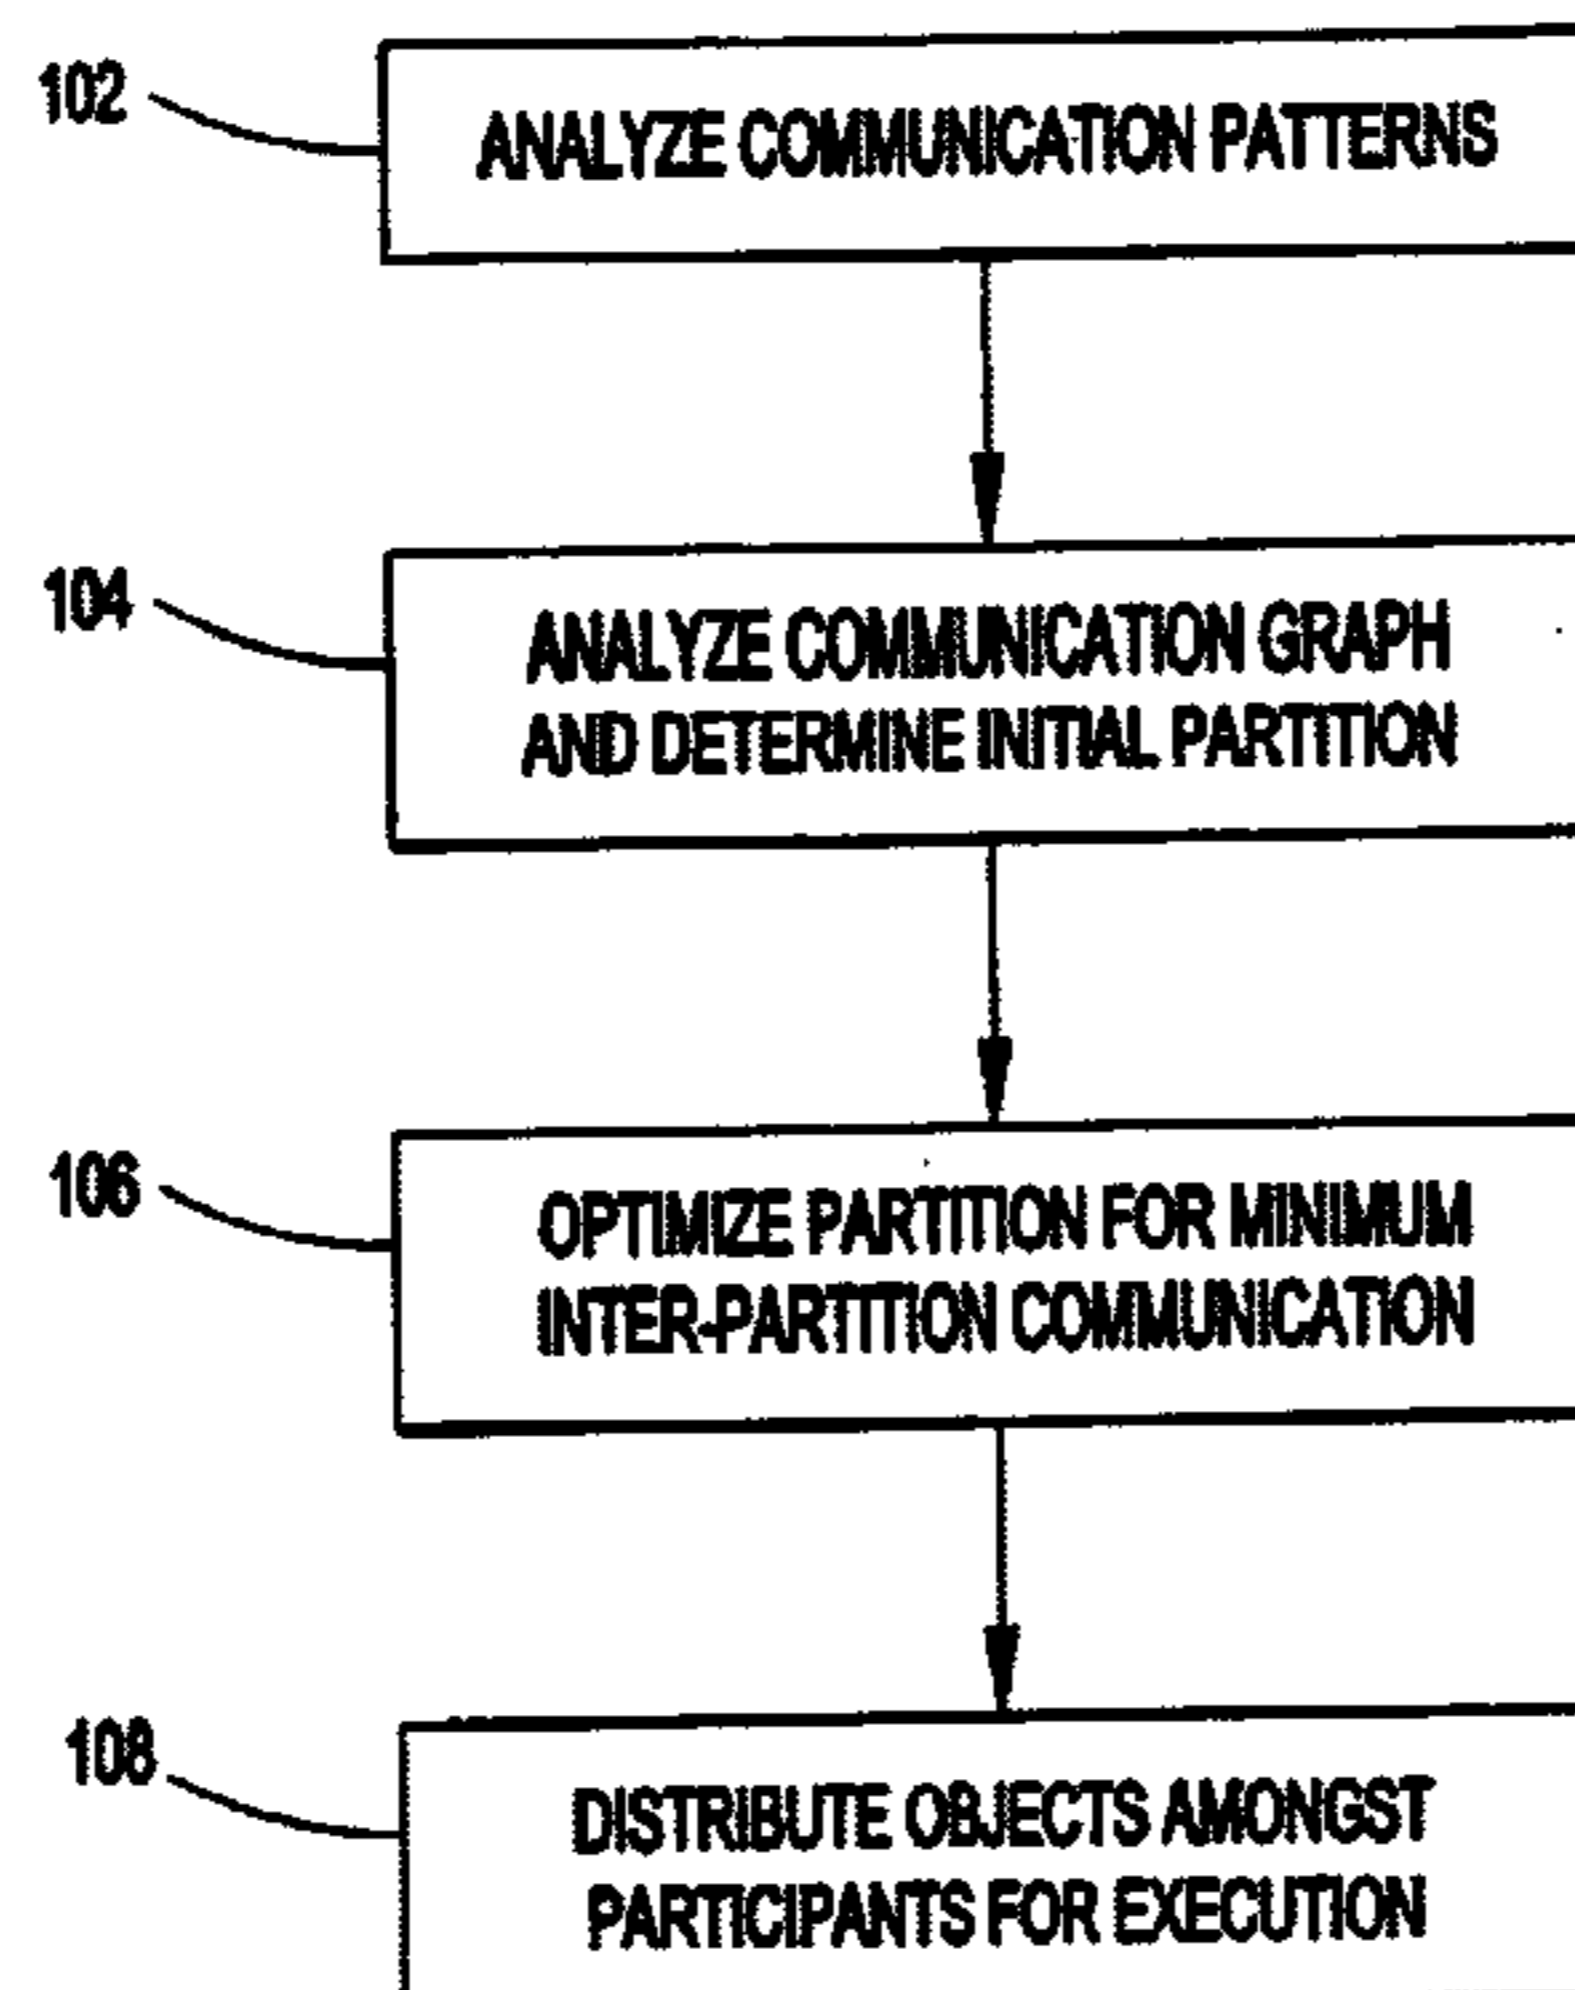 102
ANALYZE COMMUNICATION PATTERNS
104
ANALYZE COMMUNICATION GRAPH
AND DETERMINE INITIAL PARTITION
106
OPTIMIZE PARTITION FOR MINIMUM
INTER-PARTITION COMMUNICATION
108
DISTRIBUTE OBJECTS AMONGST
PARTICIPANTS FOR EXECUTION